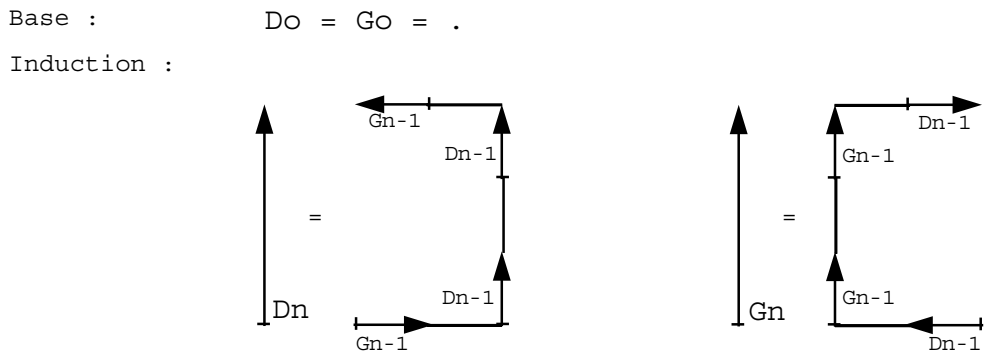 Base : Do = Go = .
Induction :
Gn-1 Dn-1
Dn-1 Gn-1
= =
Dn Dn-1 Gn Gn-1
Gn-1 Dn-1